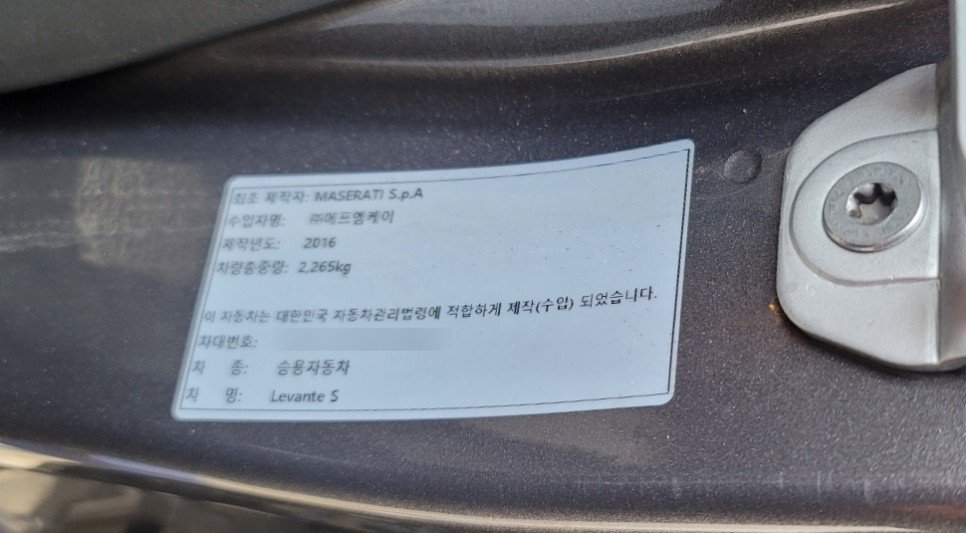 최초 제작자: MASERATI S.p.A
수입자명: ㈜에프엠케이
제작년도: 2016
차량총중량: 2,265kg
이 자동차는 대한민국 자동차관리법령에 적합하게 제작(수입) 되었습니다.
차대번호:
차 종: 승용자동차
차 명: Levante S